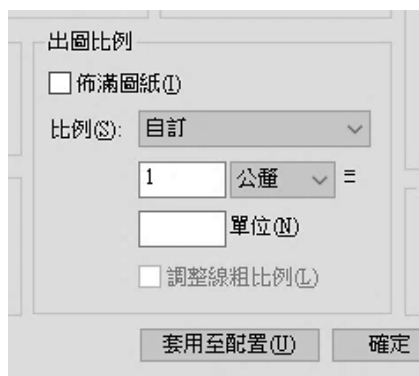 出圖比例
佈滿圖紙(I)
比例(S): 自訂
1 公釐 =
單位(N)
調整線粗比例(L)
套用至配置(U) 確定